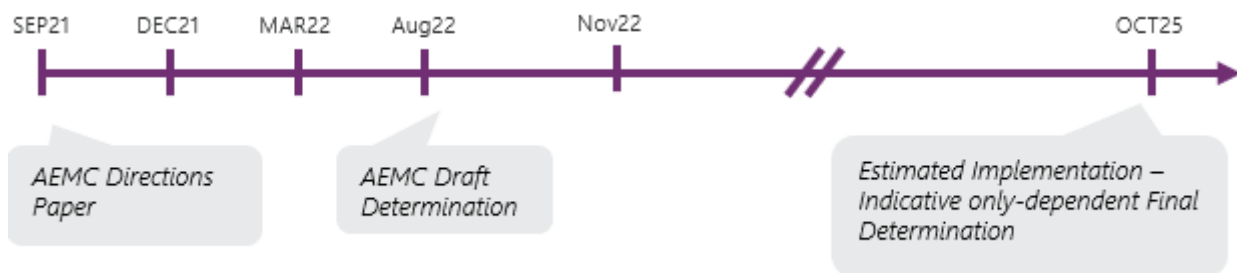 SEP21 DEC21 MAR22 Aug22 Nov22 OCT25
AEMC Directions
Paper
AEMC Draft
Determination
Estimated Implementation –
Indicative only-dependent Final
Determination